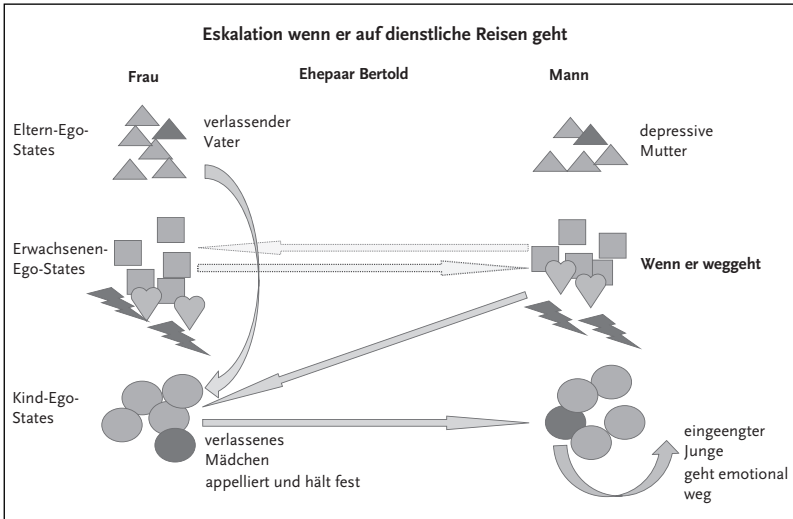 Eskalation wenn er auf dienstliche Reisen geht
Frau
Ehepaar Bertold
Mann
Eltern-Ego-
States
verlassender
Vater
depressive
Mutter
Erwachsenen-
Ego-States
Wenn er weggeht
Kind-Ego-
States
verlassenes
Mädchen
appelliert und hält fest
eingeengter
Junge
geht emotional
weg